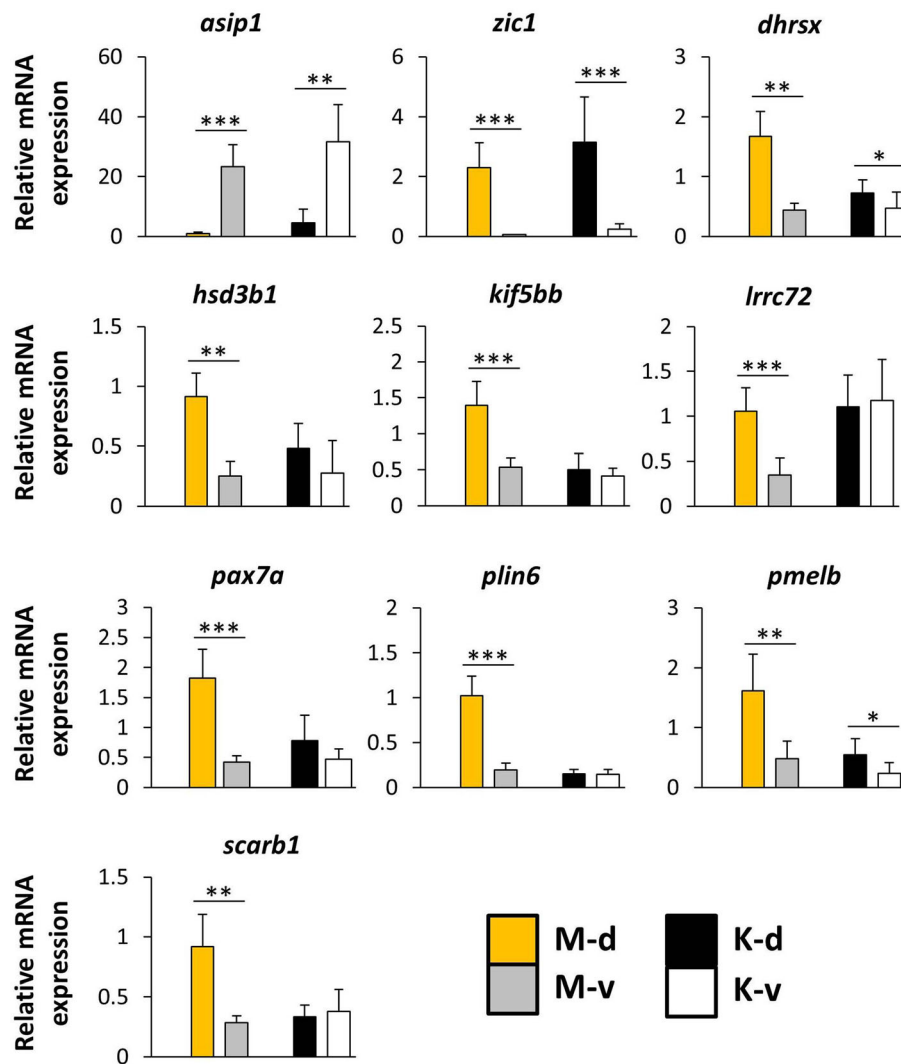 asip1
zic1
dhrsx
Relative mRNA
expression
60
40
20
0
***
**
6
4
2
0
***
***
3
2
1
0
**
*
hsd3b1
kif5bb
lrrc72
Relative mRNA
expression
1.5
1
0.5
0
**
2.5
2
1.5
1
0.5
0
***
2
1.5
1
0.5
0
***
pax7a
plin6
pmelb
Relative mRNA
expression
3
2.5
2
1.5
1
0.5
0
***
2
1.5
1
0.5
0
***
3
2
1
0
**
*
scarb1
Relative mRNA
expression
1.5
1
0.5
0
**
M-d
K-d
M-v
K-v